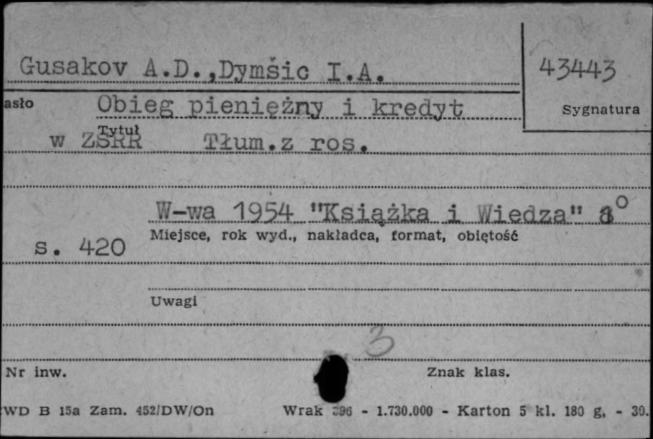 Gusakov A.D., Dymšic I.A.
43443
asło Obieg pieniężny i kredyt
Sygnatura
Tytuł
w ZSRR Tłum. z ros.
W-wa 1954 "Książka i Wiedza" 8°
Miejsce, rok wyd., nakładca, format, objętość
s. 420
Uwagi
3
Nr inw. Znak klas.
WD B 15a Zam. 452/DW/On Wrak 396 - 1.730.000 - Karton 5 kl. 180 g. - 30.